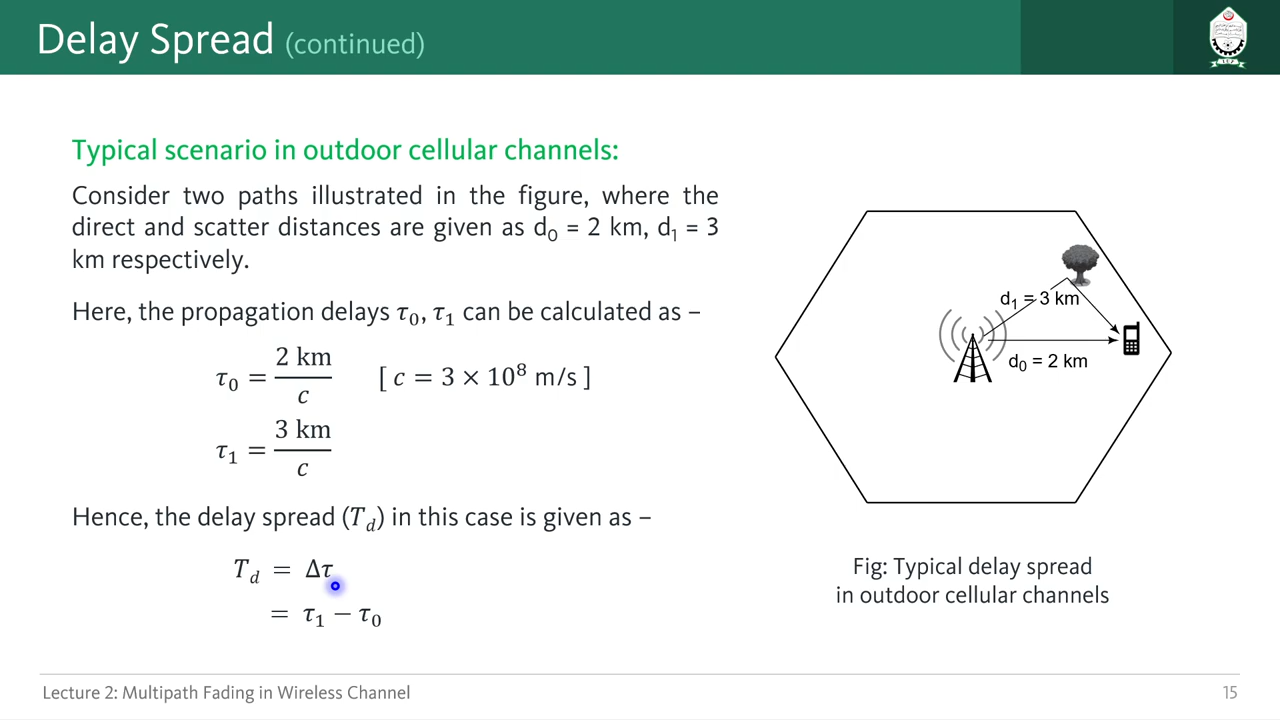 Delay Spread (continued)
Typical scenario in outdoor cellular channels:
Consider two paths illustrated in the figure, where the
direct and scatter distances are given as d₀ = 2 km, d₁ = 3
km respectively.
Here, the propagation delays τ₀, τ₁ can be calculated as –
τ₀ = 2 km / c [ c = 3 × 10⁸ m/s ]
τ₁ = 3 km / c
Hence, the delay spread (T_d) in this case is given as –
T_d = Δτ
= τ₁ − τ₀
d₁ = 3 km
d₀ = 2 km
Fig: Typical delay spread
in outdoor cellular channels
Lecture 2: Multipath Fading in Wireless Channel
15